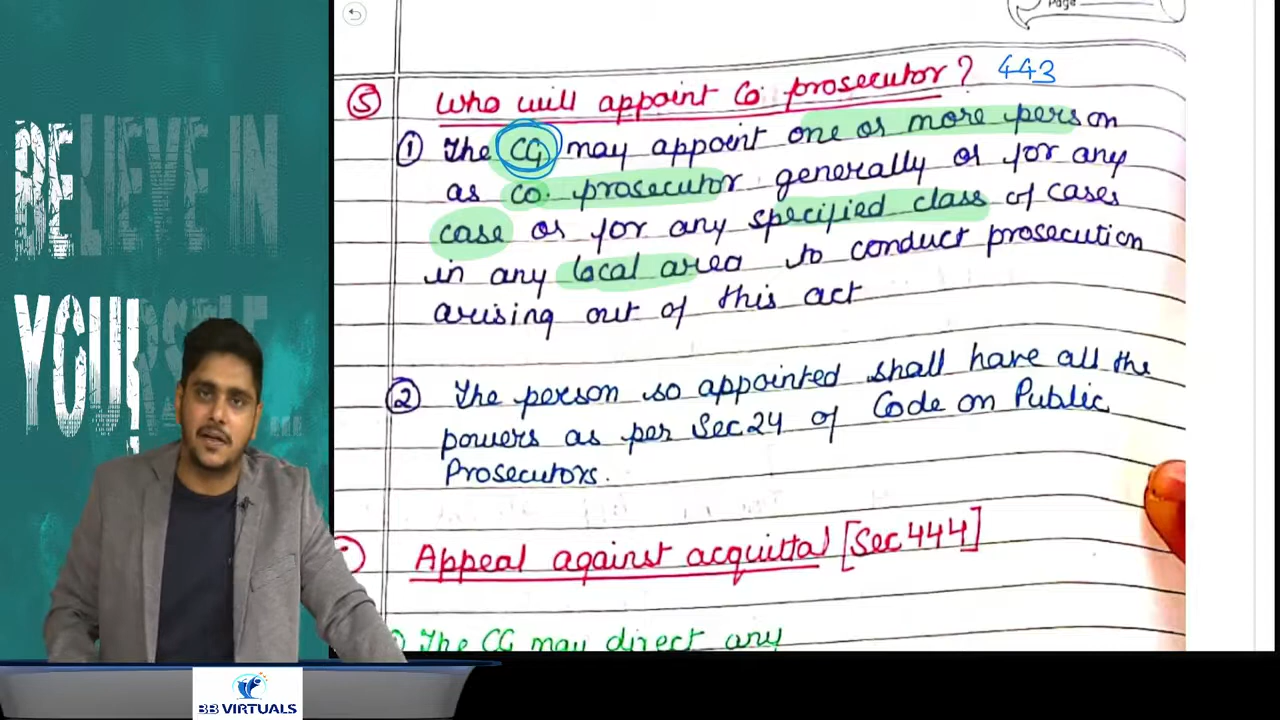 BELIEVE IN
YOURSELF...
Page
5 Who will appoint Co. prosecutor? 443
1 The CG may appoint one or more person
as co. prosecutor generally or for any
case or for any specified class of cases
in any local area to conduct prosecution
arising out of this act
2 The person so appointed shall have all the
powers as per Sec 24 of Code on Public
Prosecutors.
Appeal against acquittal [Sec 444]
The CG may direct any
BB VIRTUALS